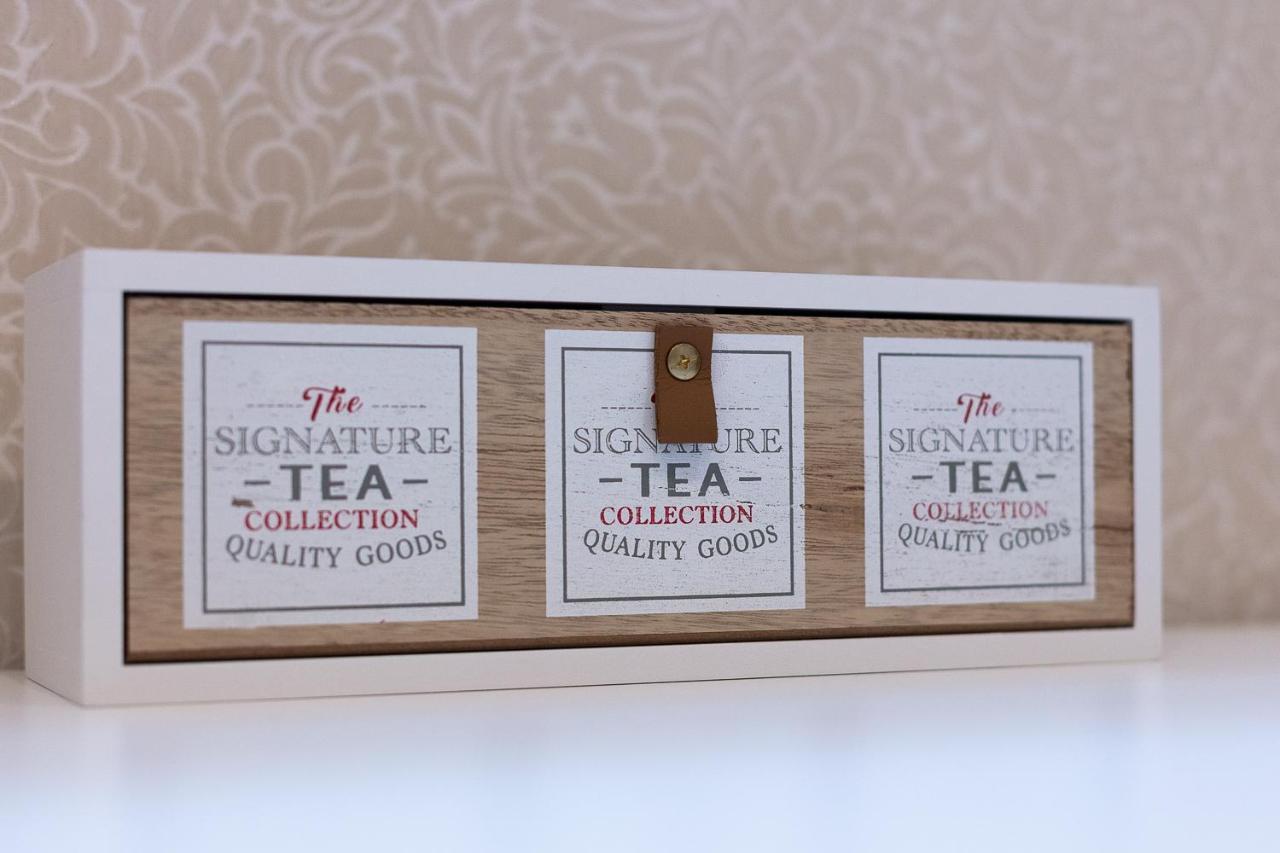 The
SIGNATURE
TEA
COLLECTION
QUALITY GOODS
SIGNATURE
TEA
COLLECTION
QUALITY GOODS
The
SIGNATURE
TEA
COLLECTION
QUALITY GOODS